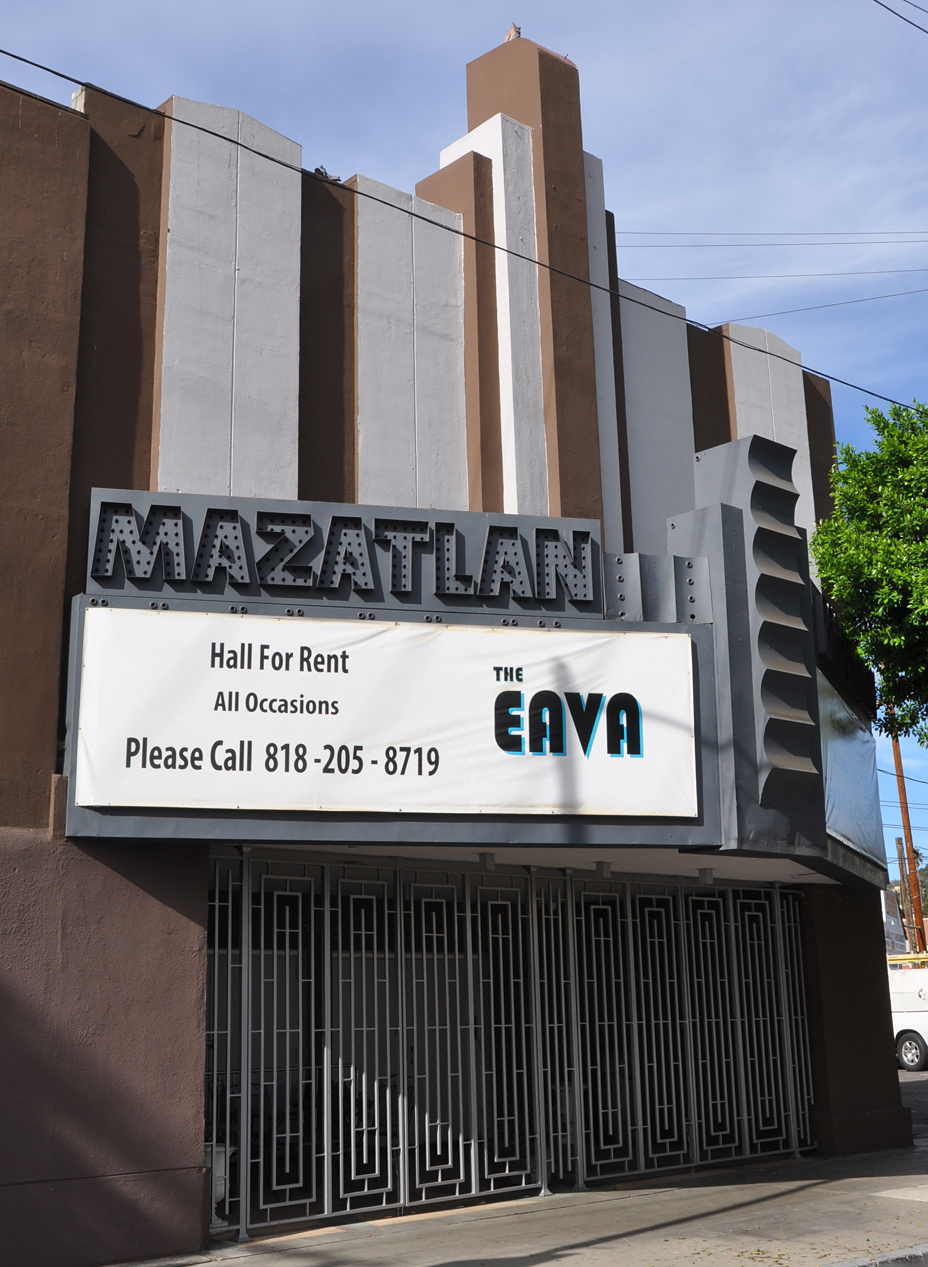 MAZATLAN
Hall For Rent
All Occasions
Please Call 818-205-8719
THE
EAVA